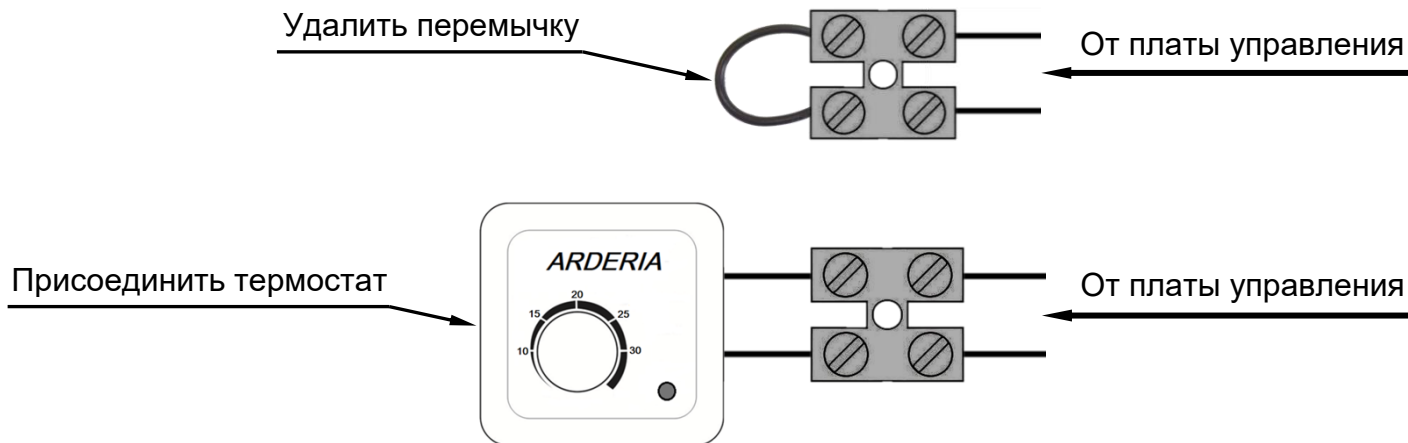 Удалить перемычку
От платы управления
ARDERIA
Присоединить термостат
От платы управления
20
15
25
10
30